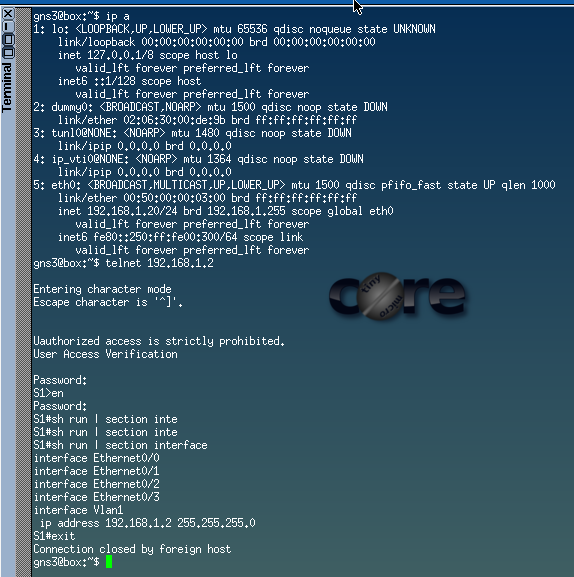 Terminal
gns3@box:~$ ip a
1: lo: <LOOPBACK,UP,LOWER_UP> mtu 65536 qdisc noqueue state UNKNOWN
    link/loopback 00:00:00:00:00:00 brd 00:00:00:00:00:00
    inet 127.0.0.1/8 scope host lo
       valid_lft forever preferred_lft forever
    inet6 ::1/128 scope host
       valid_lft forever preferred_lft forever
2: dummy0: <BROADCAST,NOARP> mtu 1500 qdisc noop state DOWN
    link/ether 02:06:30:00:de:9b brd ff:ff:ff:ff:ff:ff
3: tunl0@NONE: <NOARP> mtu 1480 qdisc noop state DOWN
    link/ipip 0.0.0.0 brd 0.0.0.0
4: ip_vti0@NONE: <NOARP> mtu 1364 qdisc noop state DOWN
    link/ipip 0.0.0.0 brd 0.0.0.0
5: eth0: <BROADCAST,MULTICAST,UP,LOWER_UP> mtu 1500 qdisc pfifo_fast state UP qlen 1000
    link/ether 00:50:00:00:03:00 brd ff:ff:ff:ff:ff:ff
    inet 192.168.1.20/24 brd 192.168.1.255 scope global eth0
       valid_lft forever preferred_lft forever
    inet6 fe80::250:ff:fe00:300/64 scope link
       valid_lft forever preferred_lft forever
gns3@box:~$ telnet 192.168.1.2
Entering character mode
Escape character is '^]'.
core
tiny
micro
Uauthorized access is strictly prohibited.
User Access Verification
Password:
S1>en
Password:
S1#sh run | section inte
S1#sh run | section inte
S1#sh run | section interface
interface Ethernet0/0
interface Ethernet0/1
interface Ethernet0/2
interface Ethernet0/3
interface Vlan1
 ip address 192.168.1.2 255.255.255.0
S1#exit
Connection closed by foreign host
gns3@box:~$